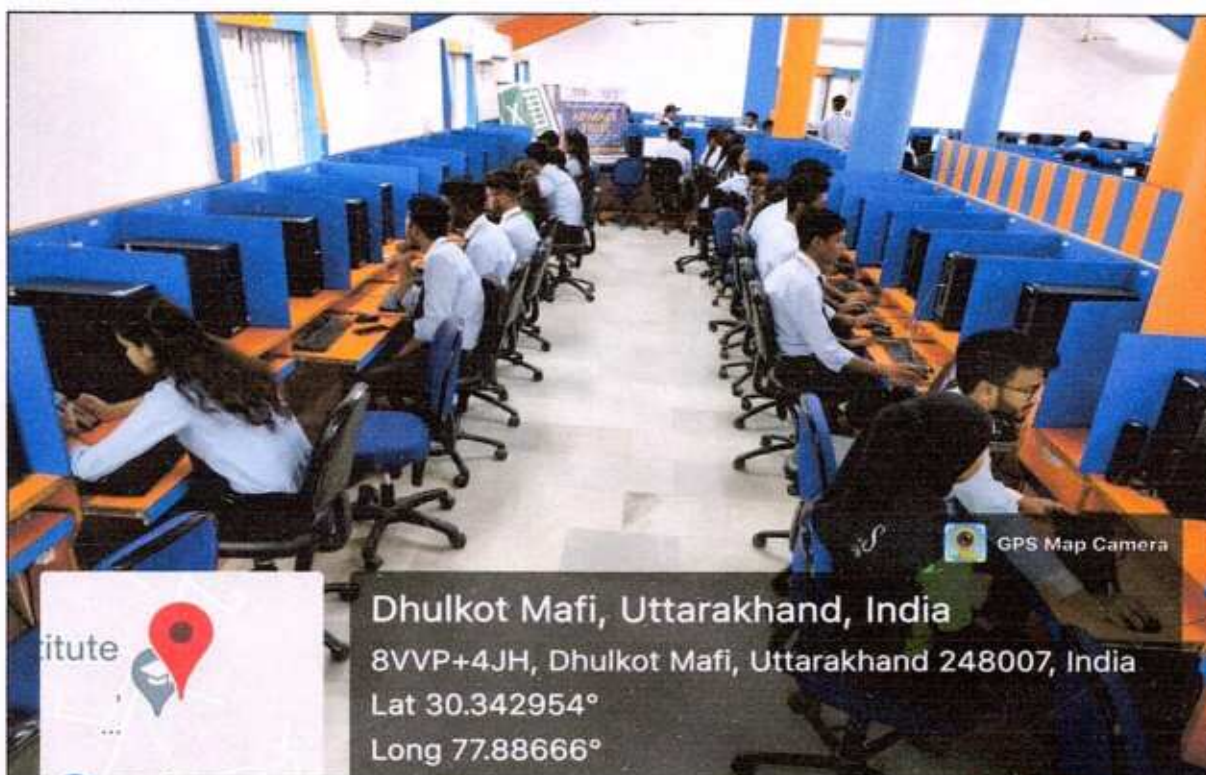 GPS Map Camera
Dhulkot Mafi, Uttarakhand, India
8VVP+4JH, Dhulkot Mafi, Uttarakhand 248007, India
Lat 30.342954°
Long 77.88666°
titute